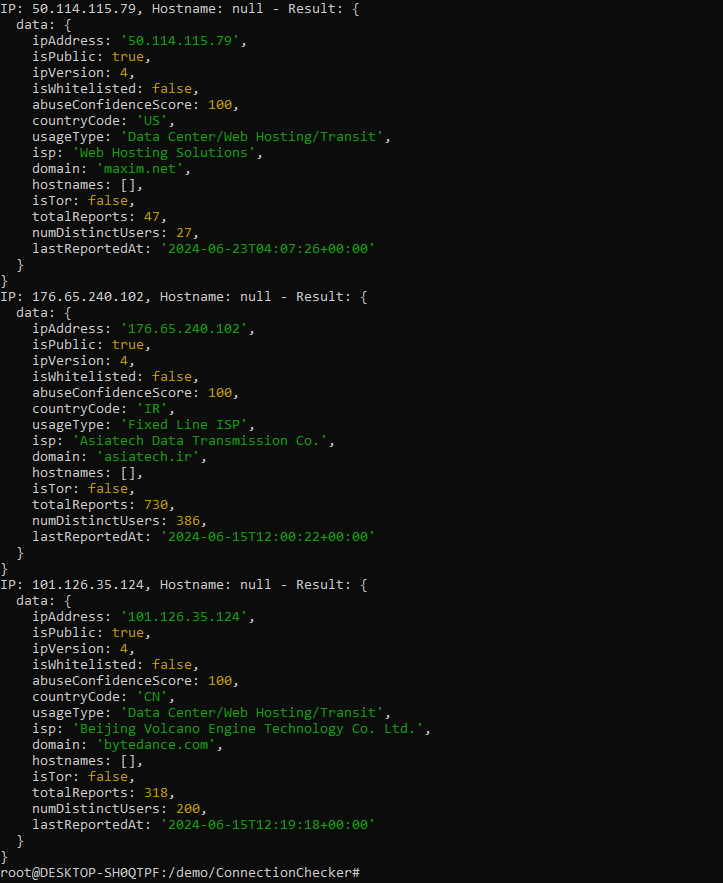 IP: 50.114.115.79, Hostname: null - Result: {
  data: {
    ipAddress: '50.114.115.79',
    isPublic: true,
    ipVersion: 4,
    isWhitelisted: false,
    abuseConfidenceScore: 100,
    countryCode: 'US',
    usageType: 'Data Center/Web Hosting/Transit',
    isp: 'Web Hosting Solutions',
    domain: 'maxim.net',
    hostnames: [],
    isTor: false,
    totalReports: 47,
    numDistinctUsers: 27,
    lastReportedAt: '2024-06-23T04:07:26+00:00'
  }
}
IP: 176.65.240.102, Hostname: null - Result: {
  data: {
    ipAddress: '176.65.240.102',
    isPublic: true,
    ipVersion: 4,
    isWhitelisted: false,
    abuseConfidenceScore: 100,
    countryCode: 'IR',
    usageType: 'Fixed Line ISP',
    isp: 'Asiatech Data Transmission Co.',
    domain: 'asiatech.ir',
    hostnames: [],
    isTor: false,
    totalReports: 730,
    numDistinctUsers: 386,
    lastReportedAt: '2024-06-15T12:00:22+00:00'
  }
}
IP: 101.126.35.124, Hostname: null - Result: {
  data: {
    ipAddress: '101.126.35.124',
    isPublic: true,
    ipVersion: 4,
    isWhitelisted: false,
    abuseConfidenceScore: 100,
    countryCode: 'CN',
    usageType: 'Data Center/Web Hosting/Transit',
    isp: 'Beijing Volcano Engine Technology Co. Ltd.',
    domain: 'bytedance.com',
    hostnames: [],
    isTor: false,
    totalReports: 318,
    numDistinctUsers: 200,
    lastReportedAt: '2024-06-15T12:19:18+00:00'
  }
}
root@DESKTOP-SH0QTPF:/demo/ConnectionChecker#